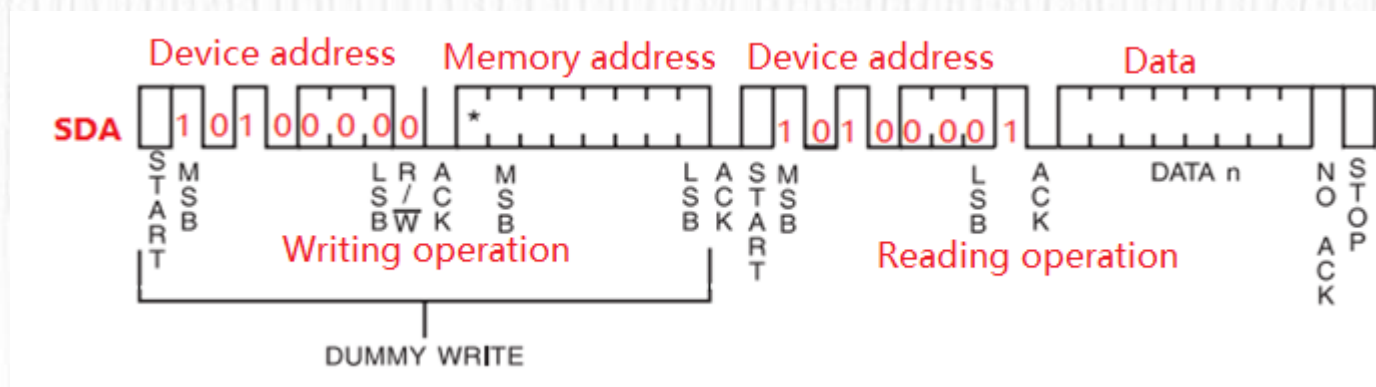 Device address Memory address Device address Data
SDA 1 0 1 0 0 0 0 0 * 1 0 1 0 0 0 0 1
START MSB LSB R/W ACK MSB LSB ACK START MSB LSB ACK DATA n NO ACK STOP
Writing operation Reading operation
DUMMY WRITE